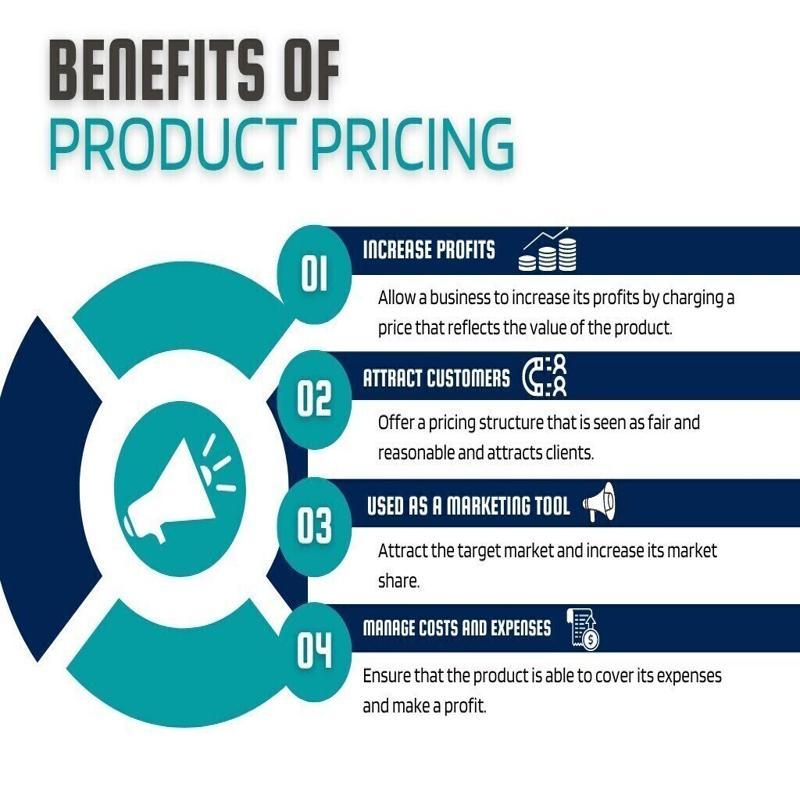 BENEFITS OF
PRODUCT PRICING
01
INCREASE PROFITS
Allow a business to increase its profits by charging a
price that reflects the value of the product.
02
ATTRACT CUSTOMERS
Offer a pricing structure that is seen as fair and
reasonable and attracts clients.
03
USED AS A MARKETING TOOL
Attract the target market and increase its market
share.
04
MANAGE COSTS AND EXPENSES
$
Ensure that the product is able to cover its expenses
and make a profit.